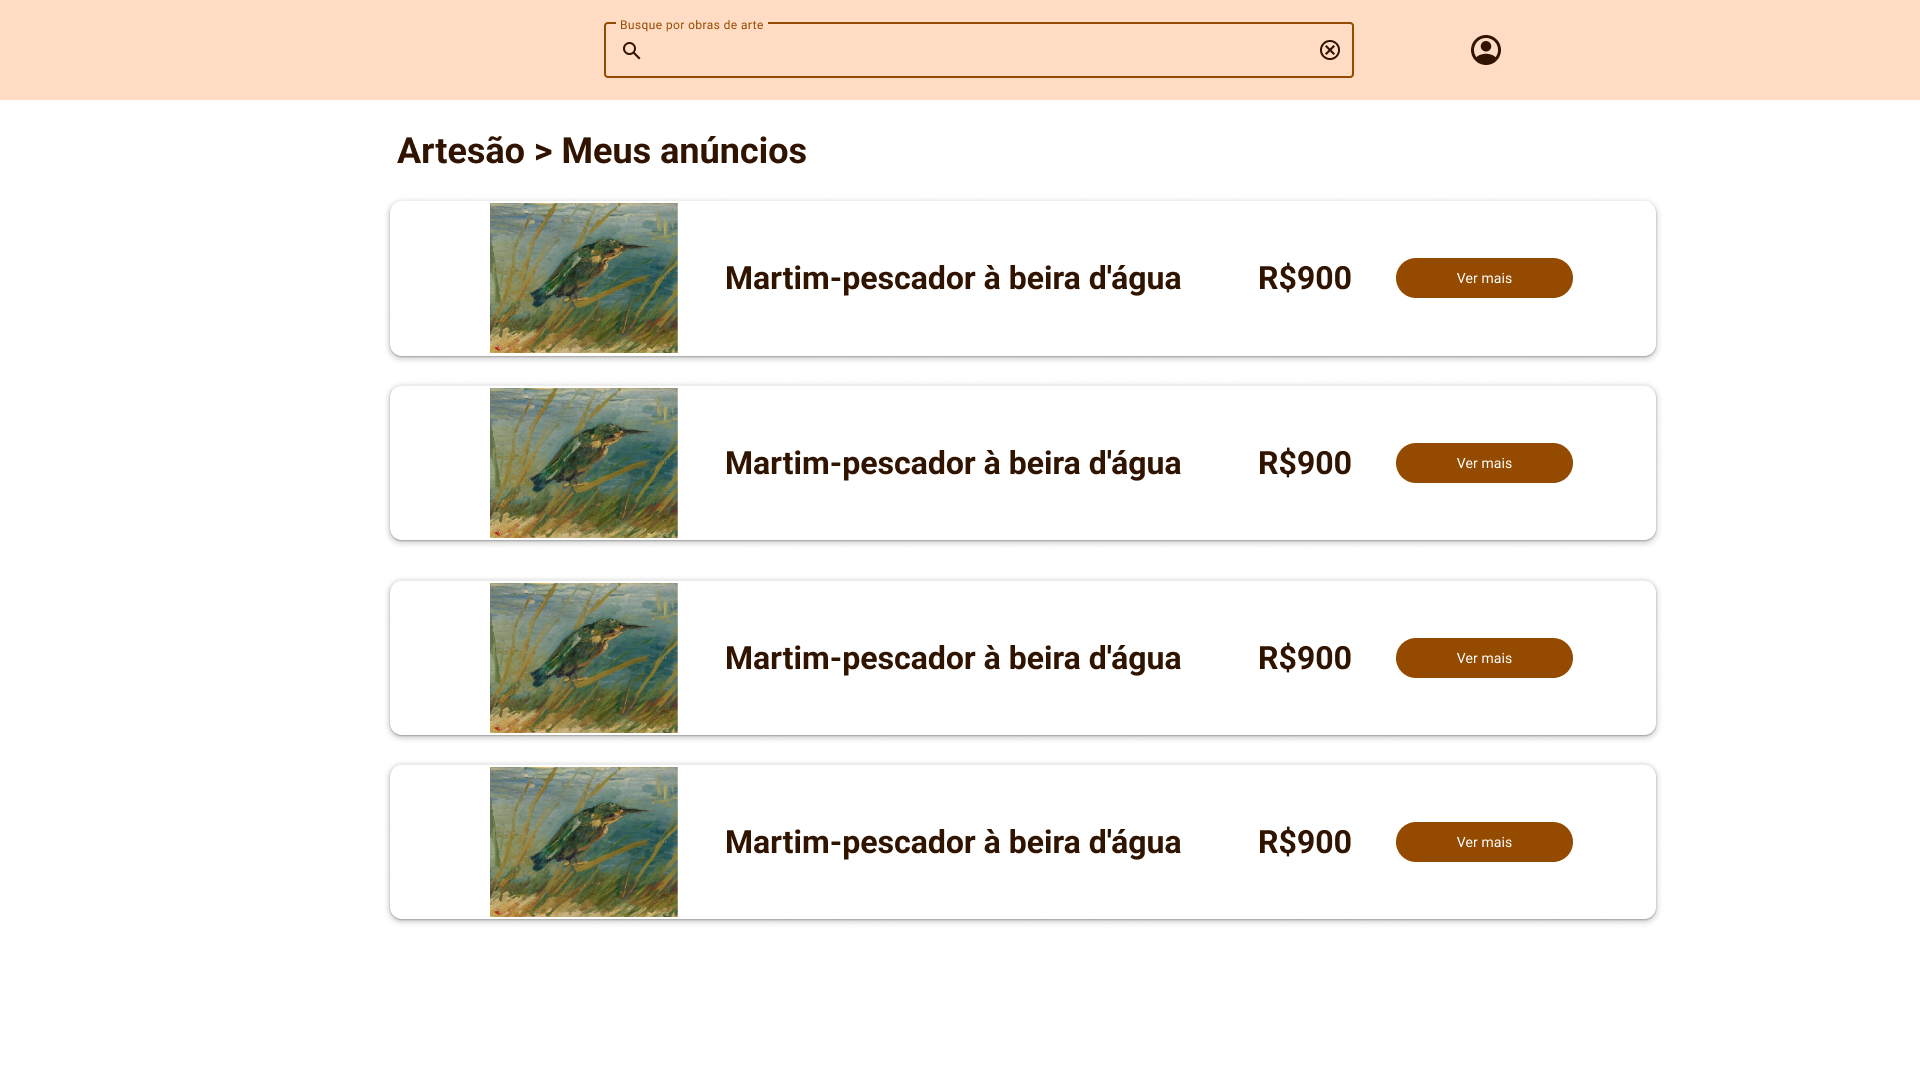 Busque por obras de arte
Artesão > Meus anúncios
Martim-pescador à beira d'água R$900 Ver mais
Martim-pescador à beira d'água R$900 Ver mais
Martim-pescador à beira d'água R$900 Ver mais
Martim-pescador à beira d'água R$900 Ver mais